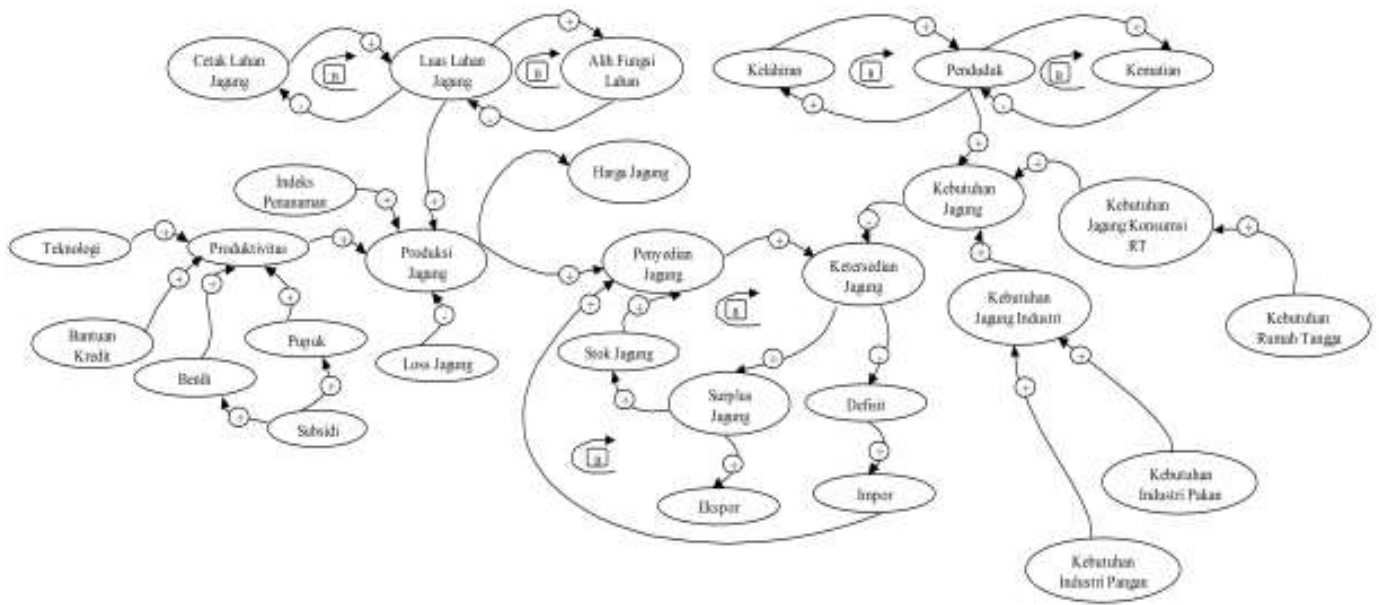 Cetak Lahan
Jagung
Luas Lahan
Jagung
Alih Fungsi
Lahan
Kelahiran
Penduduk
Kematian
Indeks
Penanaman
Harga Jagung
Kebutuhan
Jagung
Kebutuhan
Jagung Konsumsi
RT
Teknologi
Produktivitas
Produksi
Jagung
Penyedian
Jagung
Ketersedian
Jagung
Kebutuhan
Jagung Industri
Kebutuhan
Rumah Tangga
Bantuan
Kredit
Pupuk
Benih
Loss Jagung
Stok Jagung
Subsidi
Surplus
Jagung
Defisit
Ekspor
Impor
Kebutuhan
Industri Pakan
Kebutuhan
Industri Pangan